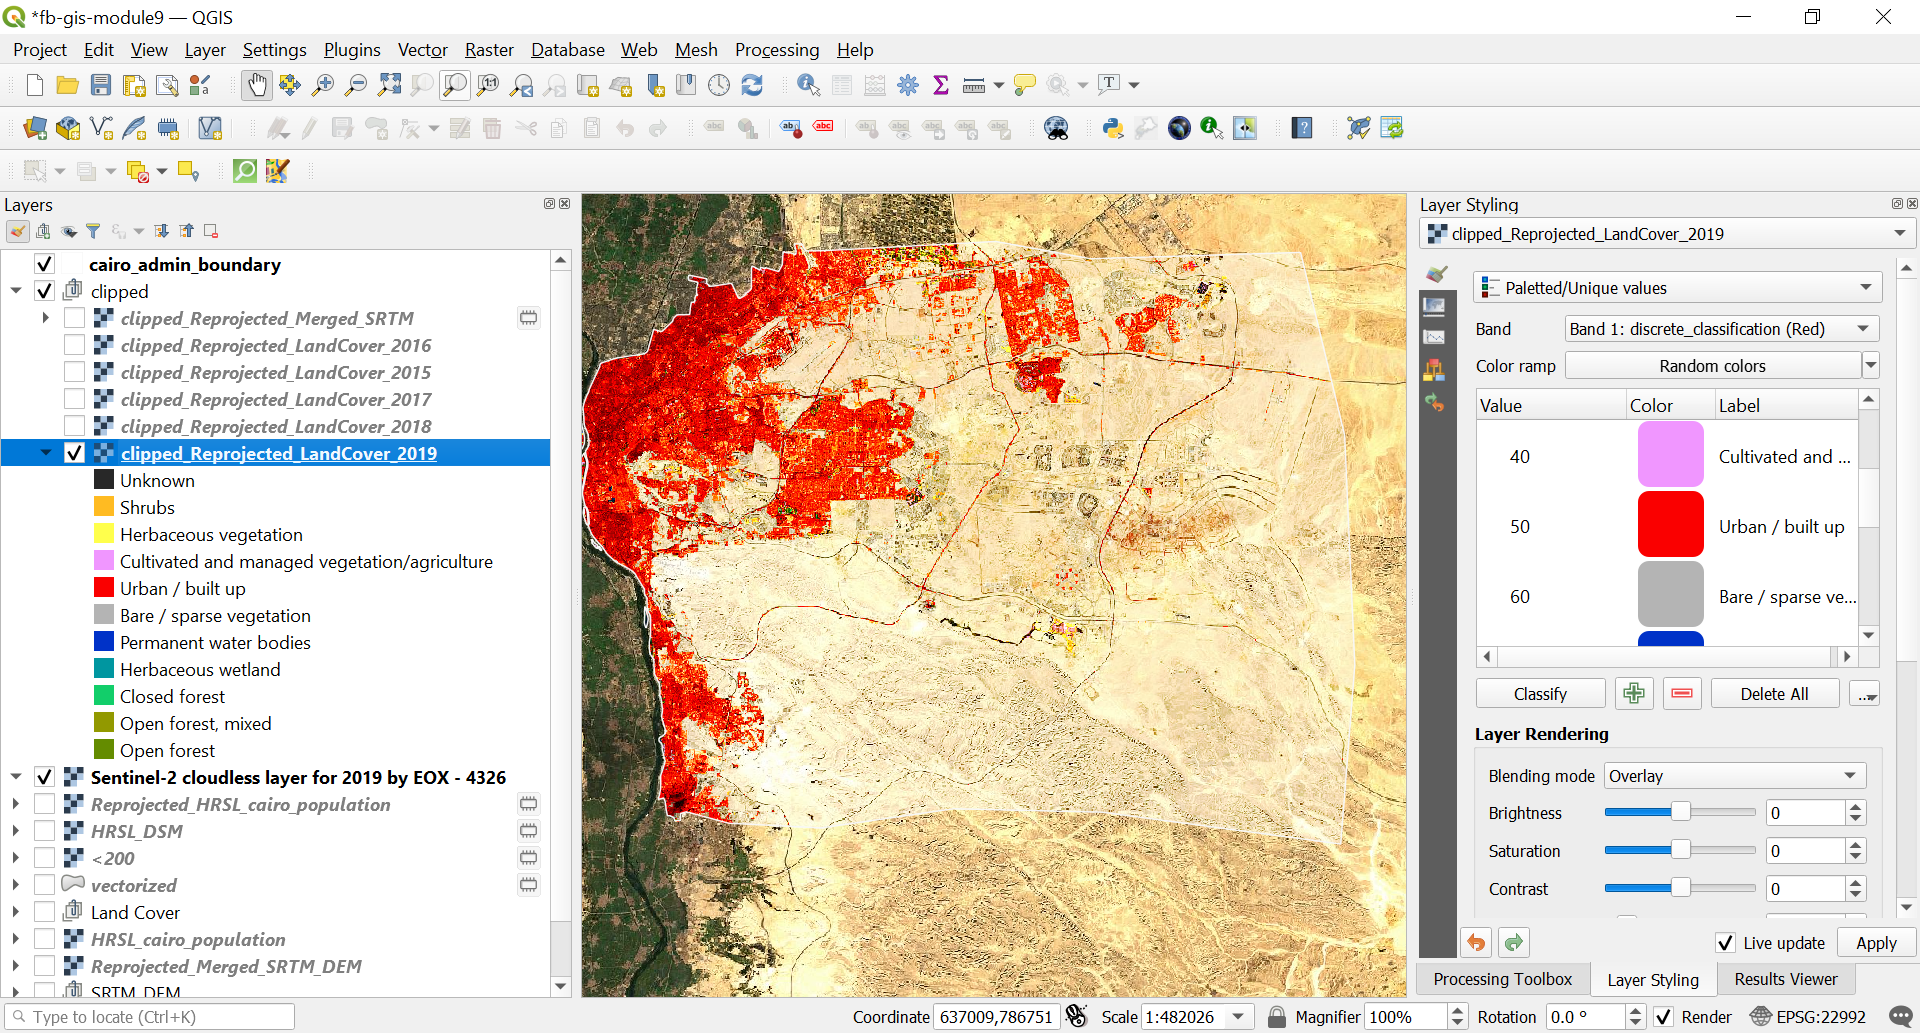 *fb-gis-module9 — QGIS
Project Edit View Layer Settings Plugins Vector Raster Database Web Mesh Processing Help
Layers
cairo_admin_boundary
clipped
clipped_Reprojected_Merged_SRTM
clipped_Reprojected_LandCover_2016
clipped_Reprojected_LandCover_2015
clipped_Reprojected_LandCover_2017
clipped_Reprojected_LandCover_2018
clipped_Reprojected_LandCover_2019
Unknown
Shrubs
Herbaceous vegetation
Cultivated and managed vegetation/agriculture
Urban / built up
Bare / sparse vegetation
Permanent water bodies
Herbaceous wetland
Closed forest
Open forest, mixed
Open forest
Sentinel-2 cloudless layer for 2019 by EOX - 4326
Reprojected_HRSL_cairo_population
HRSL_DSM
<200
vectorized
Land Cover
HRSL_cairo_population
Reprojected_Merged_SRTM_DEM
SRTM_DEM
Layer Styling
clipped_Reprojected_LandCover_2019
Paletted/Unique values
Band Band 1: discrete_classification (Red)
Color ramp Random colors
Value Color Label
40 Cultivated and ...
50 Urban / built up
60 Bare / sparse ve...
Classify Delete All ...
Layer Rendering
Blending mode Overlay
Brightness 0
Saturation 0
Contrast 0
Live update Apply
Processing Toolbox Layer Styling Results Viewer
Type to locate (Ctrl+K) Coordinate 637009,786751 Scale 1:482026 Magnifier 100% Rotation 0.0 ° Render EPSG:22992